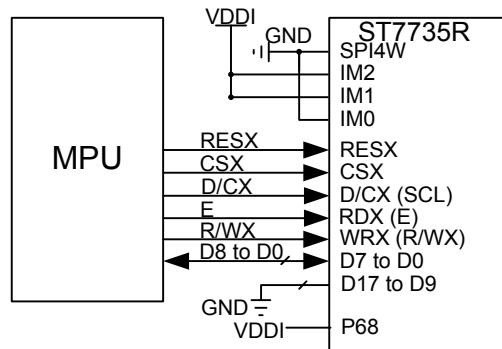 VDDI
GND
ST7735R
SPI4W
IM2
IM1
IM0
MPU
RESX
RESX
CSX
CSX
D/CX
D/CX (SCL)
E
RDX (E)
R/WX
WRX (R/WX)
D8 to D0
D7 to D0
D17 to D9
GND
VDDI
P68